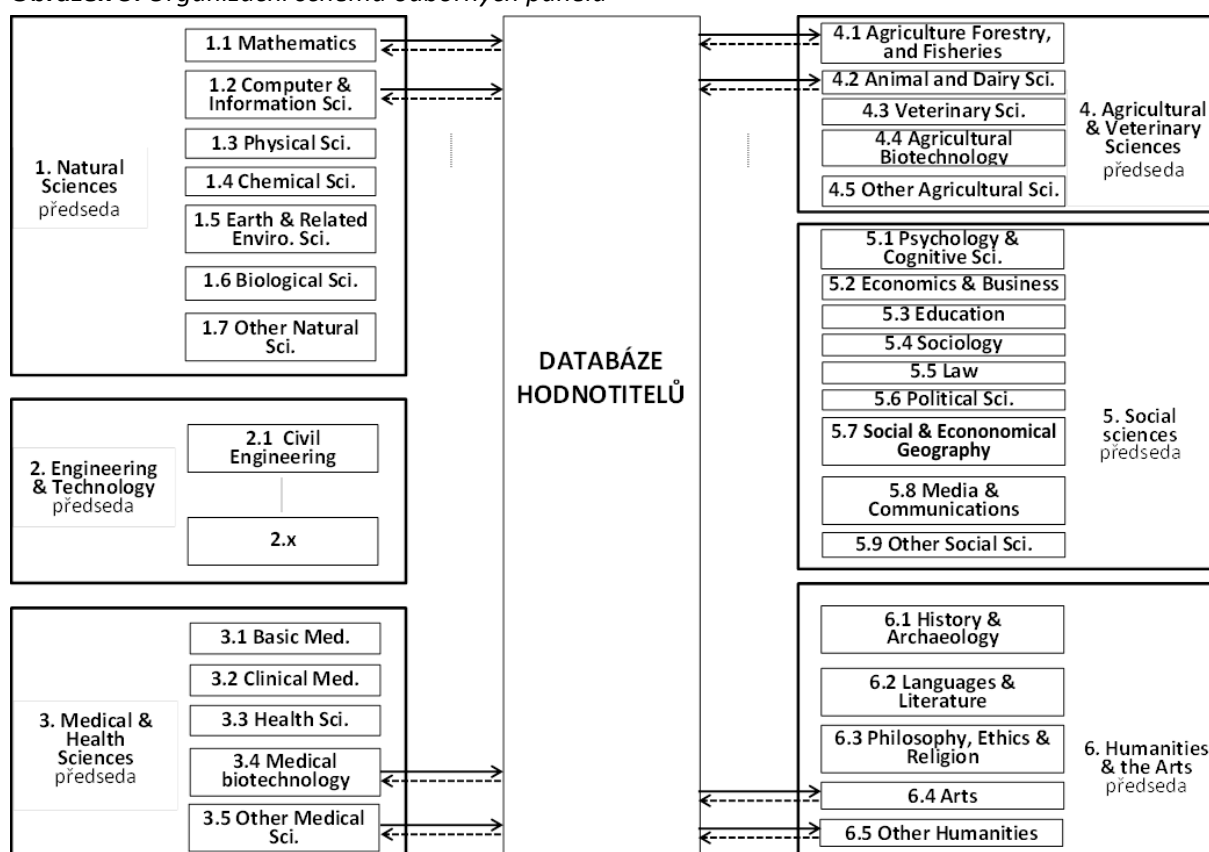 1.1 Mathematics
1.2 Computer &
Information Sci.
1.3 Physical Sci.
1.4 Chemical Sci.
1.5 Earth & Related
Enviro. Sci.
1.6 Biological Sci.
1.7 Other Natural
Sci.
1. Natural
Sciences
předseda
2. Engineering
& Technology
předseda
2.1 Civil
Engineering
2.x
3. Medical &
Health
Sciences
předseda
3.1 Basic Med.
3.2 Clinical Med.
3.3 Health Sci.
3.4 Medical
biotechnology
3.5 Other Medical
Sci.
DATABÁZE
HODNOTITELŮ
4.1 Agriculture Forestry,
and Fisheries
4.2 Animal and Dairy Sci.
4.3 Veterinary Sci.
4.4 Agricultural
Biotechnology
4.5 Other Agricultural Sci.
4. Agricultural
& Veterinary
Sciences
předseda
5.1 Psychology &
Cognitive Sci.
5.2 Economics & Business
5.3 Education
5.4 Sociology
5.5 Law
5.6 Political Sci.
5.7 Social & Econonomical
Geography
5.8 Media &
Communications
5.9 Other Social Sci.
5. Social
sciences
předseda
6.1 History &
Archaeology
6.2 Languages &
Literature
6.3 Philosophy, Ethics &
Religion
6.4 Arts
6.5 Other Humanities
6. Humanities
& the Arts
předseda